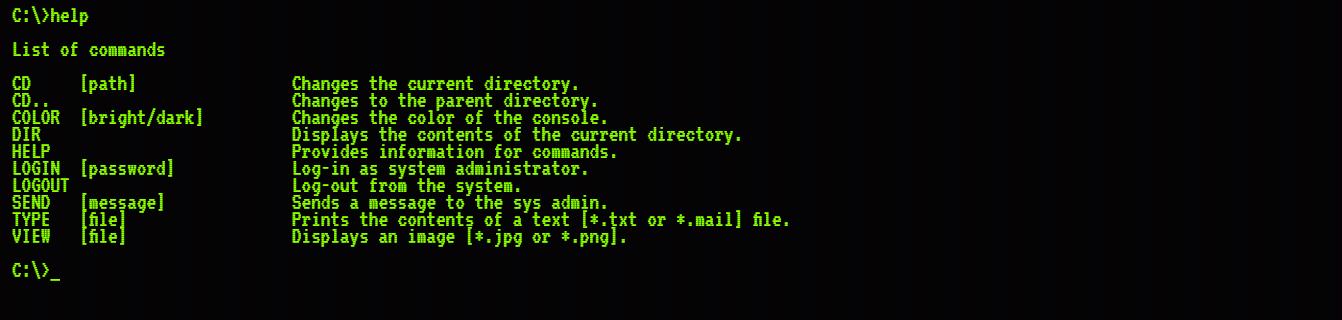 C:\>help
List of commands
CD [path] Changes the current directory.
CD.. Changes to the parent directory.
COLOR [bright/dark] Changes the color of the console.
DIR Displays the contents of the current directory.
HELP Provides information for commands.
LOGIN [password] Log-in as system administrator.
LOGOUT Log-out from the system.
SEND [message] Sends a message to the sys admin.
TYPE [file] Prints the contents of a text [*.txt or *.mail] file.
VIEW [file] Displays an image [*.jpg or *.png].
C:\>_